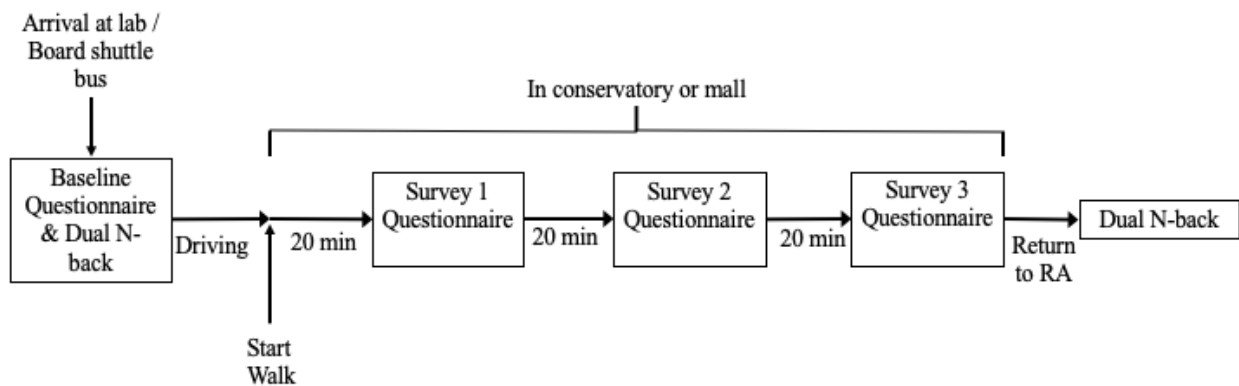 Arrival at lab /
Board shuttle
bus
In conservatory or mall
Baseline
Questionnaire
& Dual N-
back
Driving
20 min
Survey 1
Questionnaire
20 min
Survey 2
Questionnaire
20 min
Survey 3
Questionnaire
Return
to RA
Dual N-back
Start
Walk